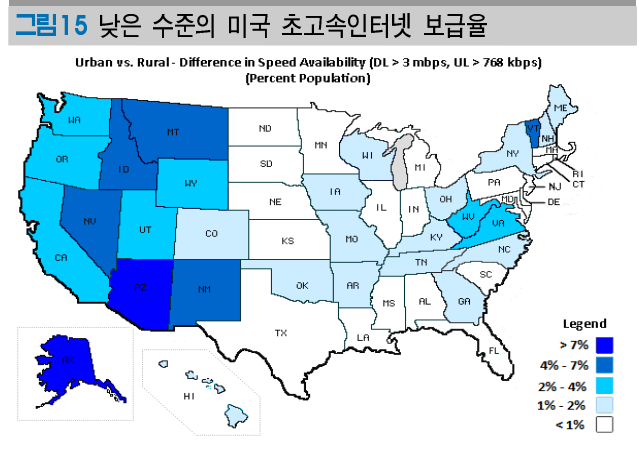 그림15 낮은 수준의 미국 초고속인터넷 보급율
Urban vs. Rural - Difference in Speed Availability (DL > 3 mbps, UL > 768 kbps)
(Percent Population)
WA
MT
ND
MN
ME
VT
NH
OR
ID
SD
WI
MI
NY
MA
WY
IA
PA
RI
CT
NJ
NV
NE
IL
IN
OH
MD
DE
UT
CO
WV
VA
CA
KS
MO
KY
NC
TN
AZ
NM
OK
AR
SC
MS
AL
GA
TX
LA
FL
AK
HI
Legend
> 7%
4% - 7%
2% - 4%
1% - 2%
< 1%